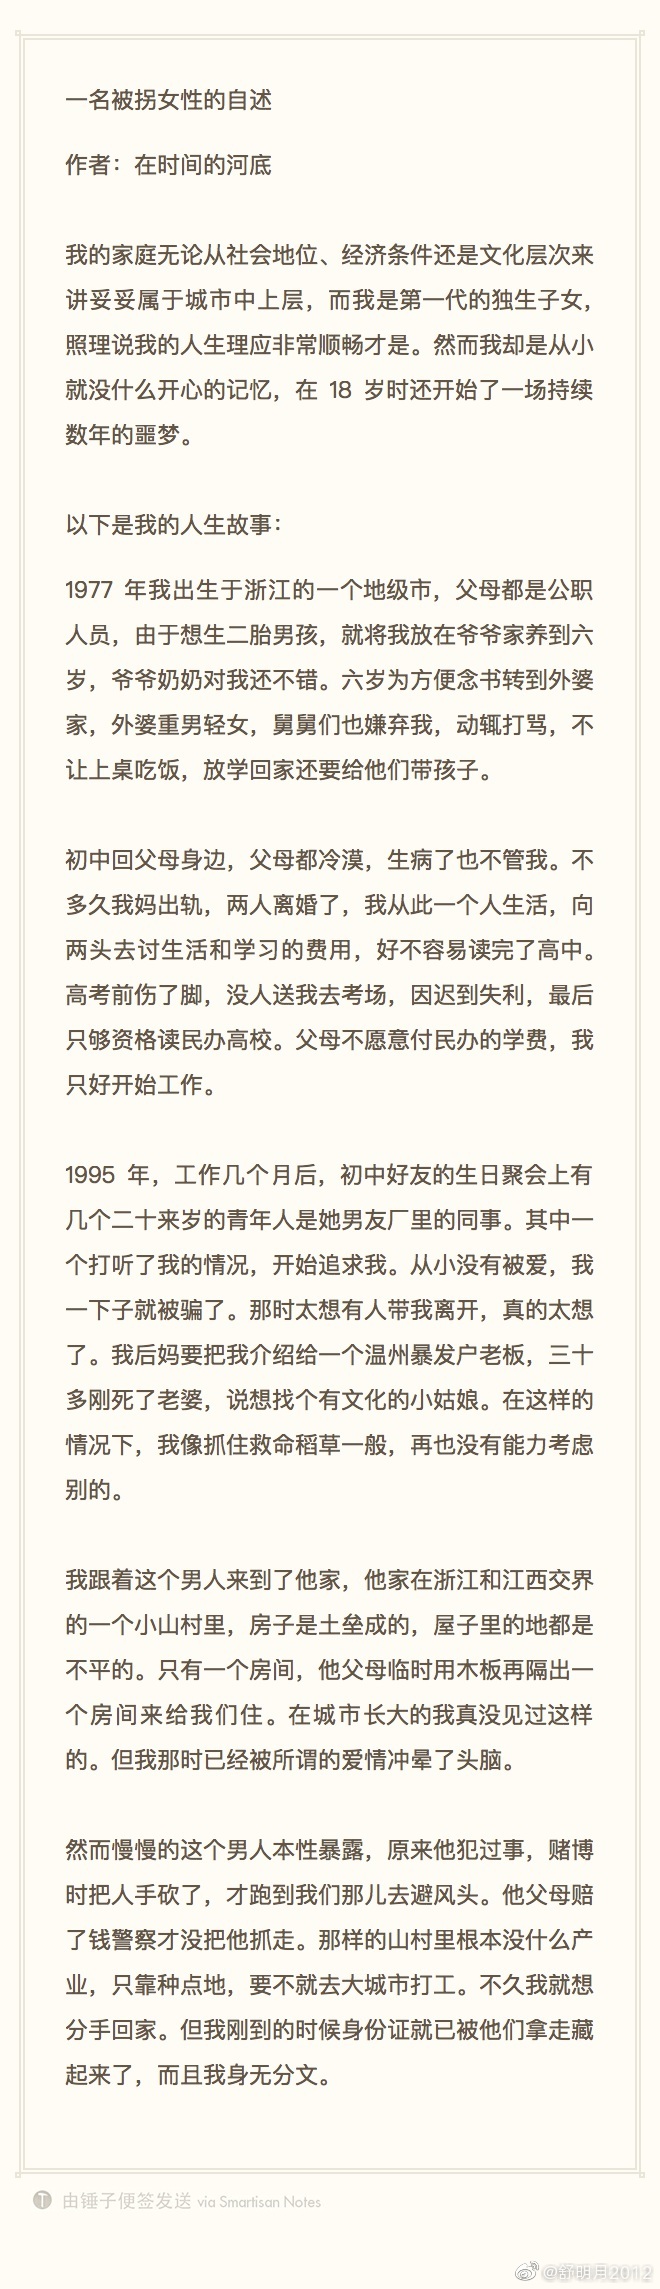 一名被拐女性的自述
作者：在时间的河底
我的家庭无论从社会地位、经济条件还是文化层次来
讲妥妥属于城市中上层，而我是第一代的独生子女，
照理说我的人生理应非常顺畅才是。然而我却是从小
就没什么开心的记忆，在 18 岁时还开始了一场持续
数年的噩梦。
以下是我的人生故事：
1977 年我出生于浙江的一个地级市，父母都是公职
人员，由于想生二胎男孩，就将我放在爷爷家养到六
岁，爷爷奶奶对我还不错。六岁为方便念书转到外婆
家，外婆重男轻女，舅舅们也嫌弃我，动辄打骂，不
让上桌吃饭，放学回家还要给他们带孩子。
初中回父母身边，父母都冷漠，生病了也不管我。不
多久我妈出轨，两人离婚了，我从此一个人生活，向
两头去讨生活和学习的费用，好不容易读完了高中。
高考前伤了脚，没人送我去考场，因迟到失利，最后
只够资格读民办高校。父母不愿意付民办的学费，我
只好开始工作。
1995 年，工作几个月后，初中好友的生日聚会上有
几个二十来岁的青年人是她男友厂里的同事。其中一
个打听了我的情况，开始追求我。从小没有被爱，我
一下子就被骗了。那时太想有人带我离开，真的太想
了。我后妈要把我介绍给一个温州暴发户老板，三十
多刚死了老婆，说想找个有文化的小姑娘。在这样的
情况下，我像抓住救命稻草一般，再也没有能力考虑
别的。
我跟着这个男人来到了他家，他家在浙江和江西交界
的一个小山村里，房子是土垒成的，屋子里的地都是
不平的。只有一个房间，他父母临时用木板再隔出一
个房间来给我们住。在城市长大的我真没见过这样
的。但我那时已经被所谓的爱情冲晕了头脑。
然而慢慢的这个男人本性暴露，原来他犯过事，赌博
时把人手砍了，才跑到我们那儿去避风头。他父母赔
了钱警察才没把他抓走。那样的山村里根本没什么产
业，只靠种点地，要不就去大城市打工。不久我就想
分手回家。但我刚到的时候身份证就已被他们拿走藏
起来了，而且我身无分文。
由锤子便签发送 via Smartisan Notes
@舒明月2012